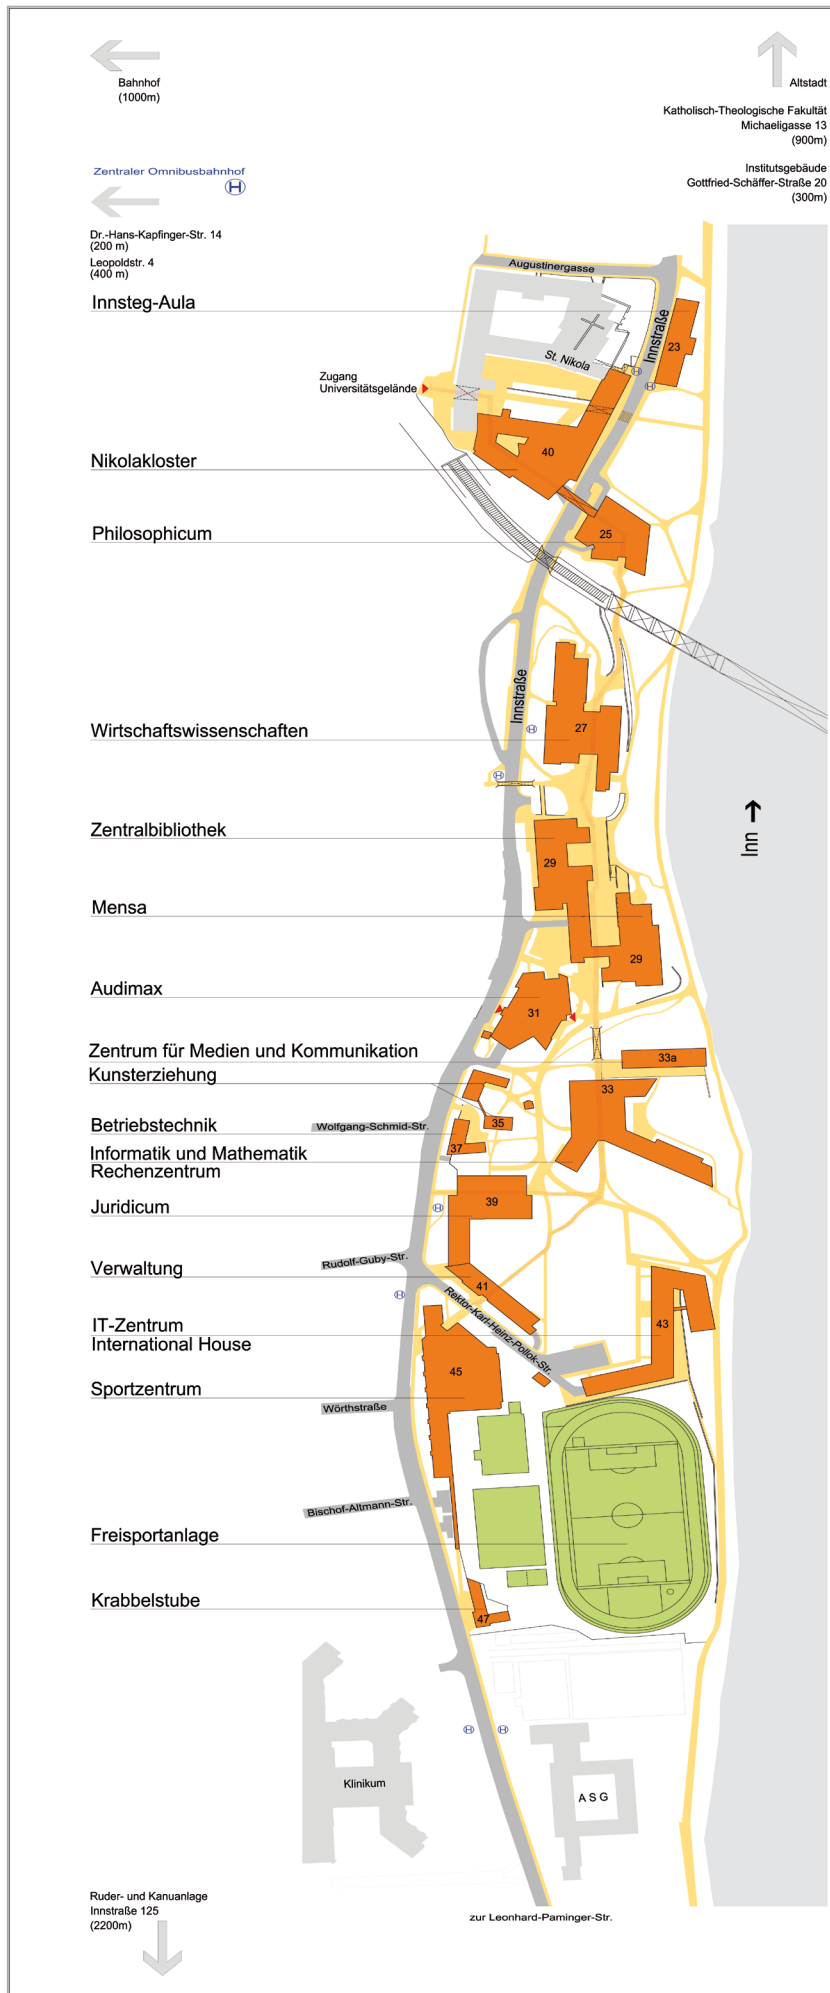 Bahnhof
(1000m)
Altstadt
Katholisch-Theologische Fakultät
Michaeligasse 13
(900m)
Institutsgebäude
Gottfried-Schäffer-Straße 20
(300m)
Zentraler Omnibusbahnhof
H
Dr.-Hans-Kapfinger-Str. 14
(200 m)
Leopoldstr. 4
(400 m)
Augustinergasse
Innsteg-Aula
Innstraße
23
St. Nikola
H
H
Zugang
Universitätsgelände
40
Nikolakloster
Philosophicum
25
Innstraße
Wirtschaftswissenschaften
27
H
H
Inn
Zentralbibliothek
29
Mensa
29
Audimax
31
Zentrum für Medien und Kommunikation
33a
Kunsterziehung
33
Betriebstechnik
Wolfgang-Schmid-Str.
35
37
Informatik und Mathematik
Rechenzentrum
Juridicum
39
H
Rudolf-Guby-Str.
Verwaltung
41
H
Rektor-Karl-Heinz-Pollok-Str.
IT-Zentrum
International House
43
Sportzentrum
45
Wörthstraße
Bischof-Altmann-Str.
Freisportanlage
Krabbelstube
47
H
H
Klinikum
A S G
Ruder- und Kanuanlage
Innstraße 125
(2200m)
zur Leonhard-Paminger-Str.